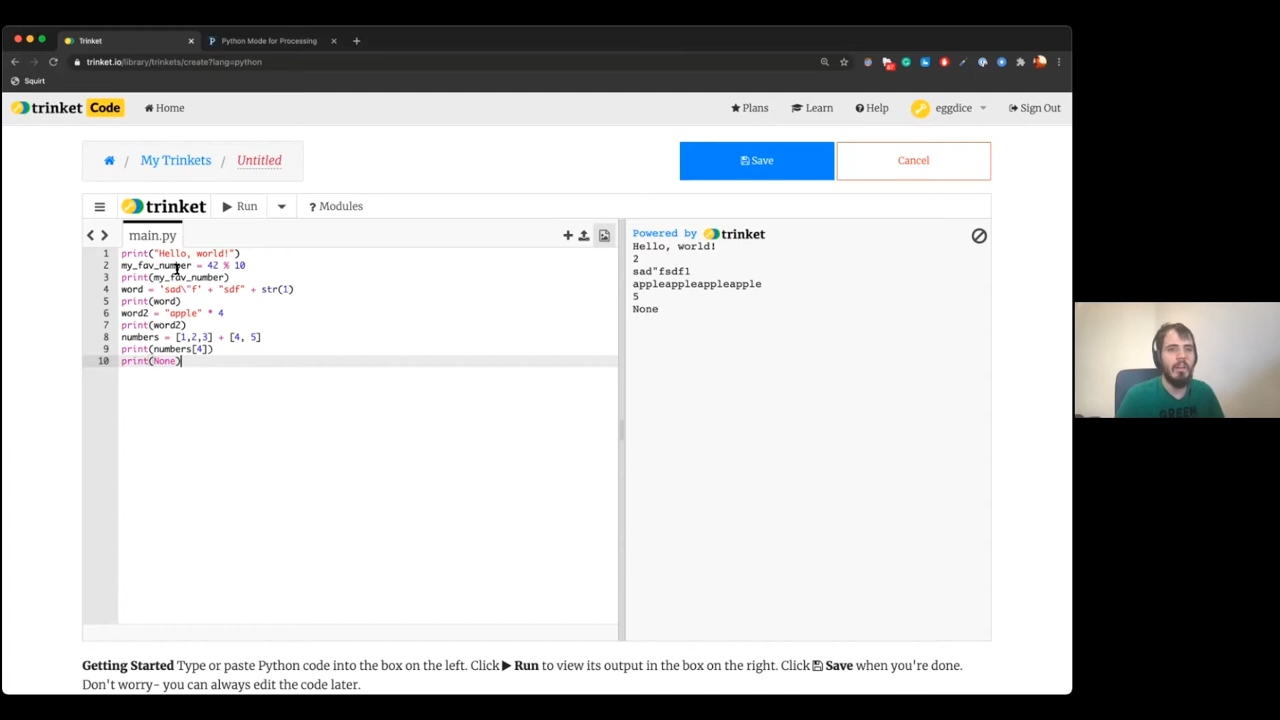 Trinket
Python Mode for Processing
trinket.io/library/trinkets/create?lang=python
Squirt
trinket Code Home Plans Learn Help eggdice Sign Out
/ My Trinkets / Untitled Save Cancel
trinket Run ? Modules
main.py
1 print("Hello, world!")
2 my_fav_number = 42 % 10
3 print(my_fav_number)
4 word = 'sad\"f' + "sdf" + str(1)
5 print(word)
6 word2 = "apple" * 4
7 print(word2)
8 numbers = [1,2,3] + [4, 5]
9 print(numbers[4])
10 print(None)
Powered by trinket
Hello, world!
2
sad"fsdf1
appleappleappleapple
5
None
GREEN
Getting Started Type or paste Python code into the box on the left. Click Run to view its output in the box on the right. Click Save when you're done.
Don't worry- you can always edit the code later.